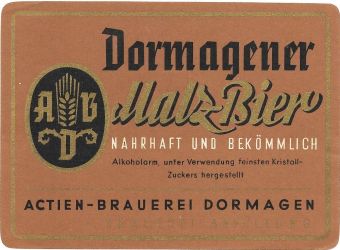 Dormagener
Malz-Bier
A B
D
NAHRHAFT UND BEKÖMMLICH
Alkoholarm, unter Verwendung feinsten Kristall-
Zuckers hergestellt
ACTIEN-BRAUEREI DORMAGEN